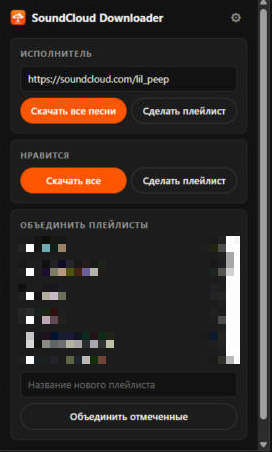 SoundCloud Downloader
ИСПОЛНИТЕЛЬ
https://soundcloud.com/lil_peep
Скачать все песни
Сделать плейлист
НРАВИТСЯ
Скачать все
Сделать плейлист
ОБЪЕДИНИТЬ ПЛЕЙЛИСТЫ
Название нового плейлиста
Объединить отмеченные